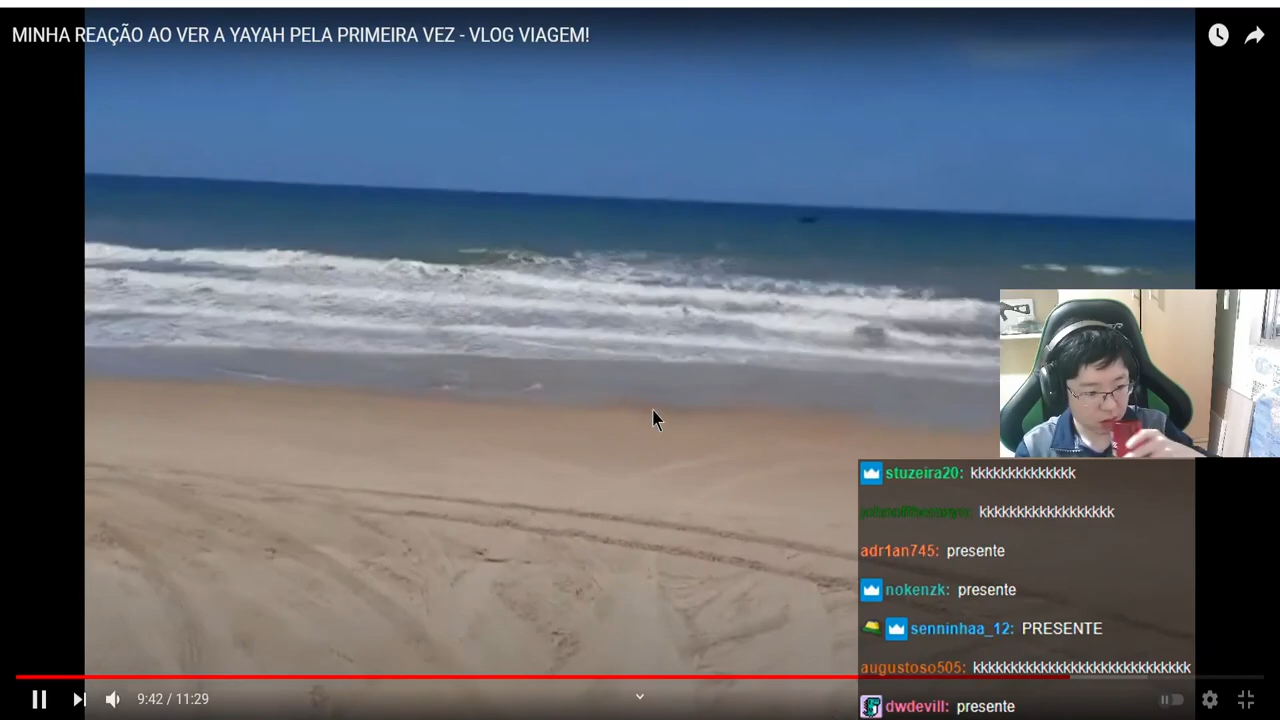 MINHA REAÇÃO AO VER A YAYAH PELA PRIMEIRA VEZ - VLOG VIAGEM!
stuzeira20: kkkkkkkkkkkkkk
kkkkkkkkkkkkkkkkkk
adr1an745: presente
nokenzk: presente
senninhaa_12: PRESENTE
augustoso505: kkkkkkkkkkkkkkkkkkkkkkkkkkkkk
dwdevill: presente
9:42 / 11:29